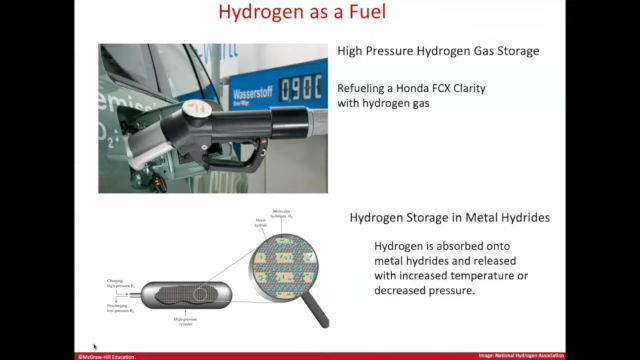 Hydrogen as a Fuel
High Pressure Hydrogen Gas Storage
Refueling a Honda FCX Clarity
with hydrogen gas
Wasserstoff
0,900
Hydrogen Storage in Metal Hydrides
Hydrogen is absorbed onto
metal hydrides and released
with increased temperature or
decreased pressure.
Molecular
hydrogen H₂
Metal
hydride
Charging
high-pressure H₂
Discharging
low-pressure H₂
High-pressure
cylinder
©McGraw-Hill Education.
Image: National Hydrogen Association